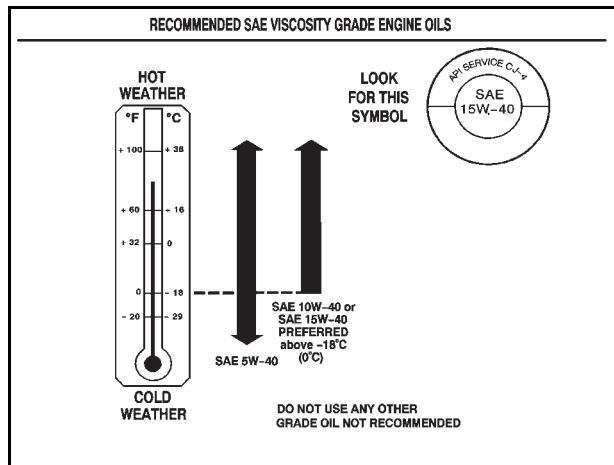 RECOMMENDED SAE VISCOSITY GRADE ENGINE OILS
HOT
WEATHER
°F °C
+ 100 + 38
+ 60 + 16
+ 32 0
0 – 18
– 20 – 29
COLD
WEATHER
SAE 5W–40
SAE 10W–40 or
SAE 15W–40
PREFERRED
above –18°C
(0°C)
LOOK
FOR THIS
SYMBOL
API SERVICE CJ–4
SAE
15W–40
DO NOT USE ANY OTHER
GRADE OIL NOT RECOMMENDED